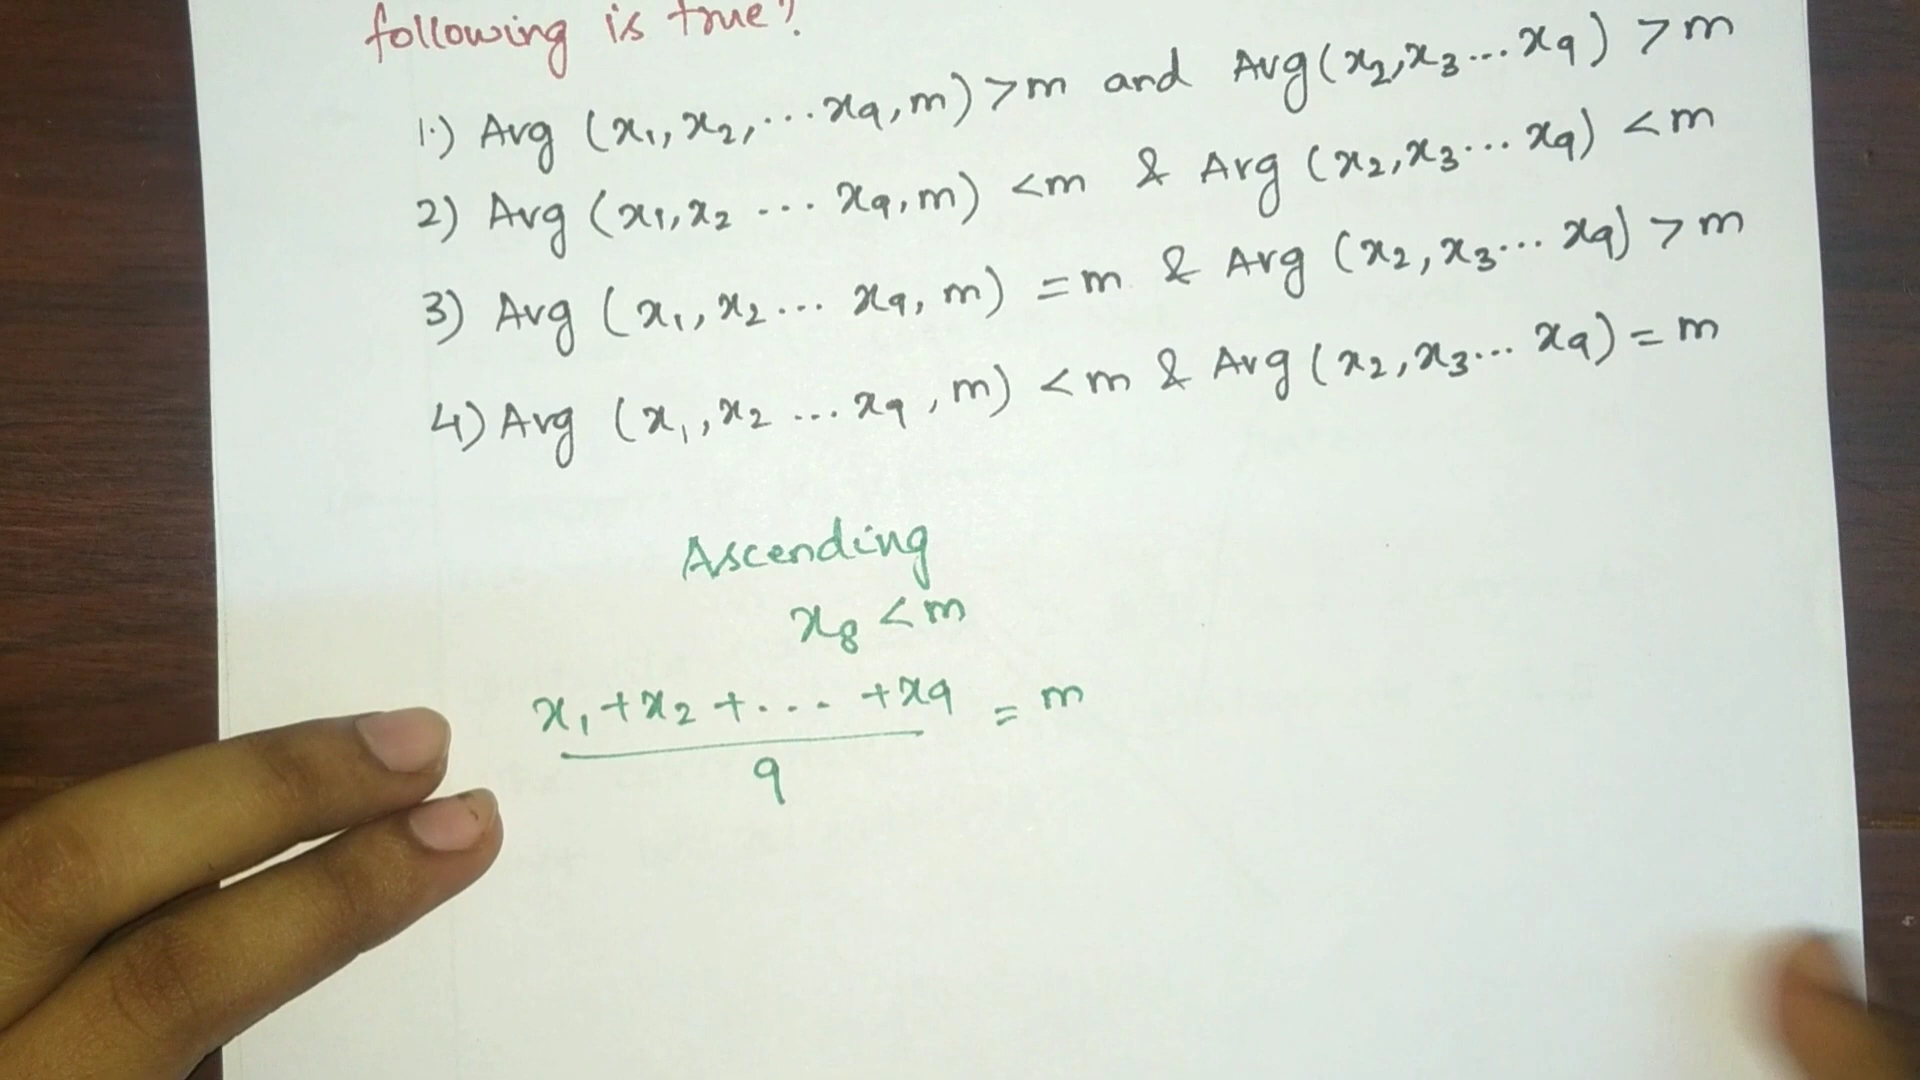 following is true?
1.) Avg (x₁, x₂, ... x₉, m) > m and Avg (x₂, x₃ ... x₉) > m
2) Avg (x₁, x₂ ... x₉, m) < m & Avg (x₂, x₃ ... x₉) < m
3) Avg (x₁, x₂ ... x₉, m) = m & Avg (x₂, x₃ ... x₉) > m
4) Avg (x₁, x₂ ... x₉, m) < m & Avg (x₂, x₃ ... x₉) = m
Ascending
x₈ < m
x₁ + x₂ + ... + x₉ = m
9